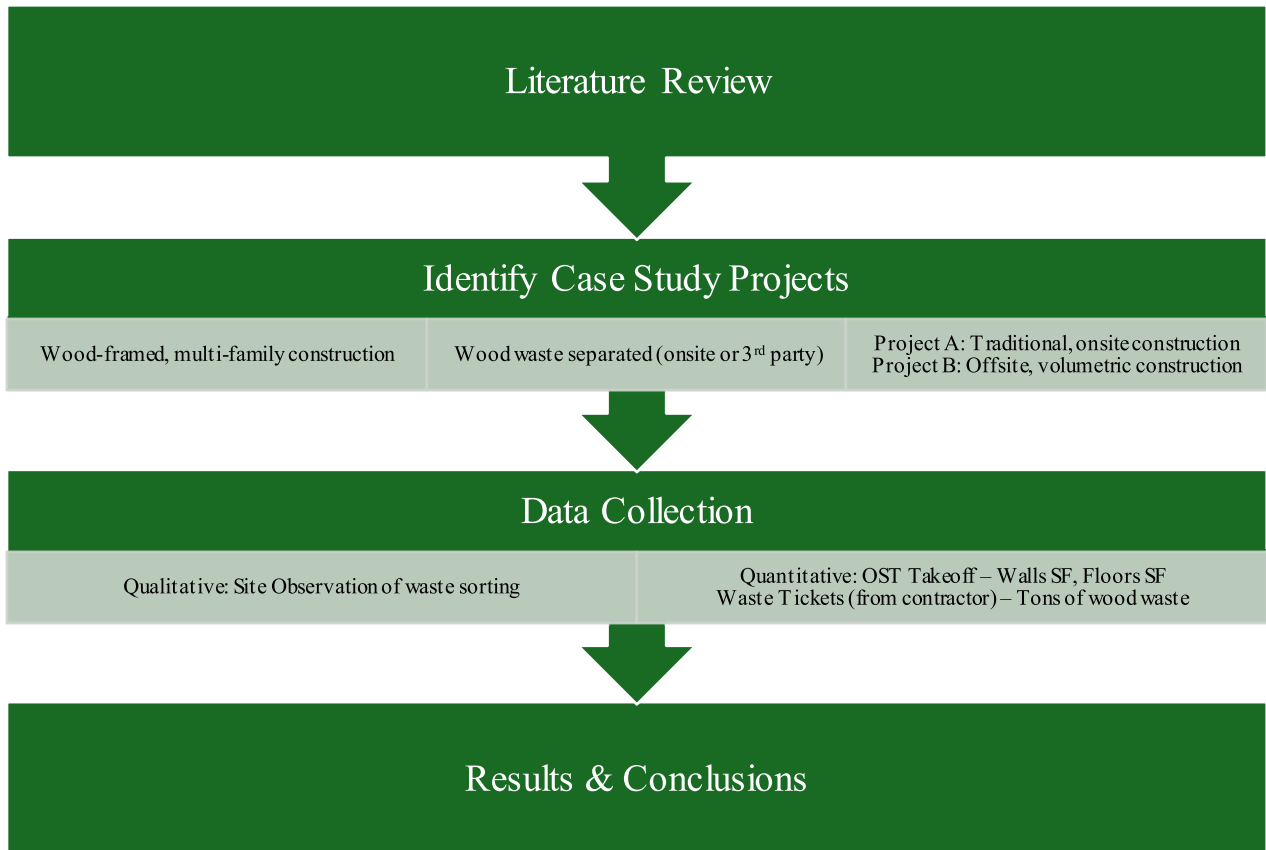 Literature Review
Identify Case Study Projects
Wood-framed, multi-family construction
Wood waste separated (onsite or 3rd party)
Project A: Traditional, onsite construction
Project B: Offsite, volumetric construction
Data Collection
Qualitative: Site Observation of waste sorting
Quantitative: OST Takeoff – Walls SF, Floors SF
Waste Tickets (from contractor) – Tons of wood waste
Results & Conclusions